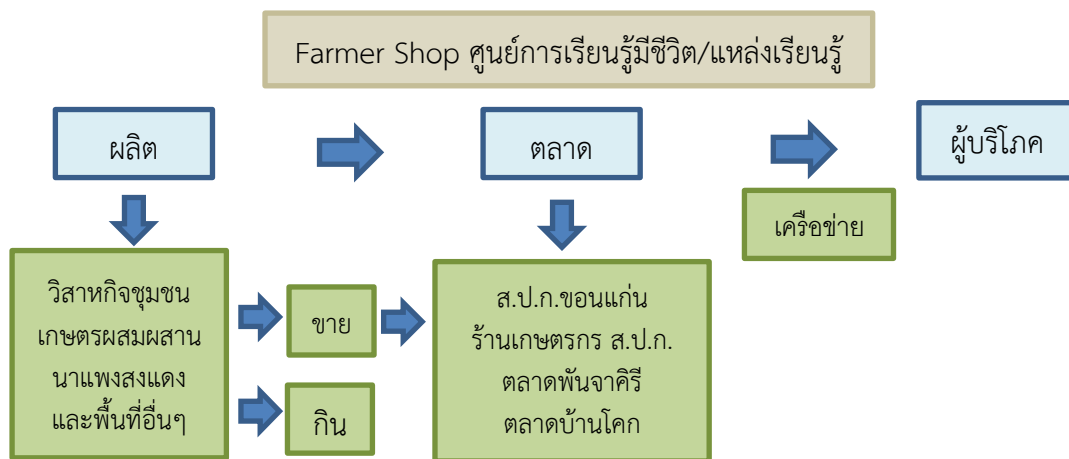 Farmer Shop ศูนย์การเรียนรู้มีชีวิต/แหล่งเรียนรู้
ผลิต
ตลาด
ผู้บริโภค
เครือข่าย
วิสาหกิจชุมชน
เกษตรผสมผสาน
นาแพงสงแดง
และพื้นที่อื่นๆ
ขาย
กิน
ส.ป.ก.ขอนแก่น
ร้านเกษตรกร ส.ป.ก.
ตลาดพันจาคิรี
ตลาดบ้านโคก